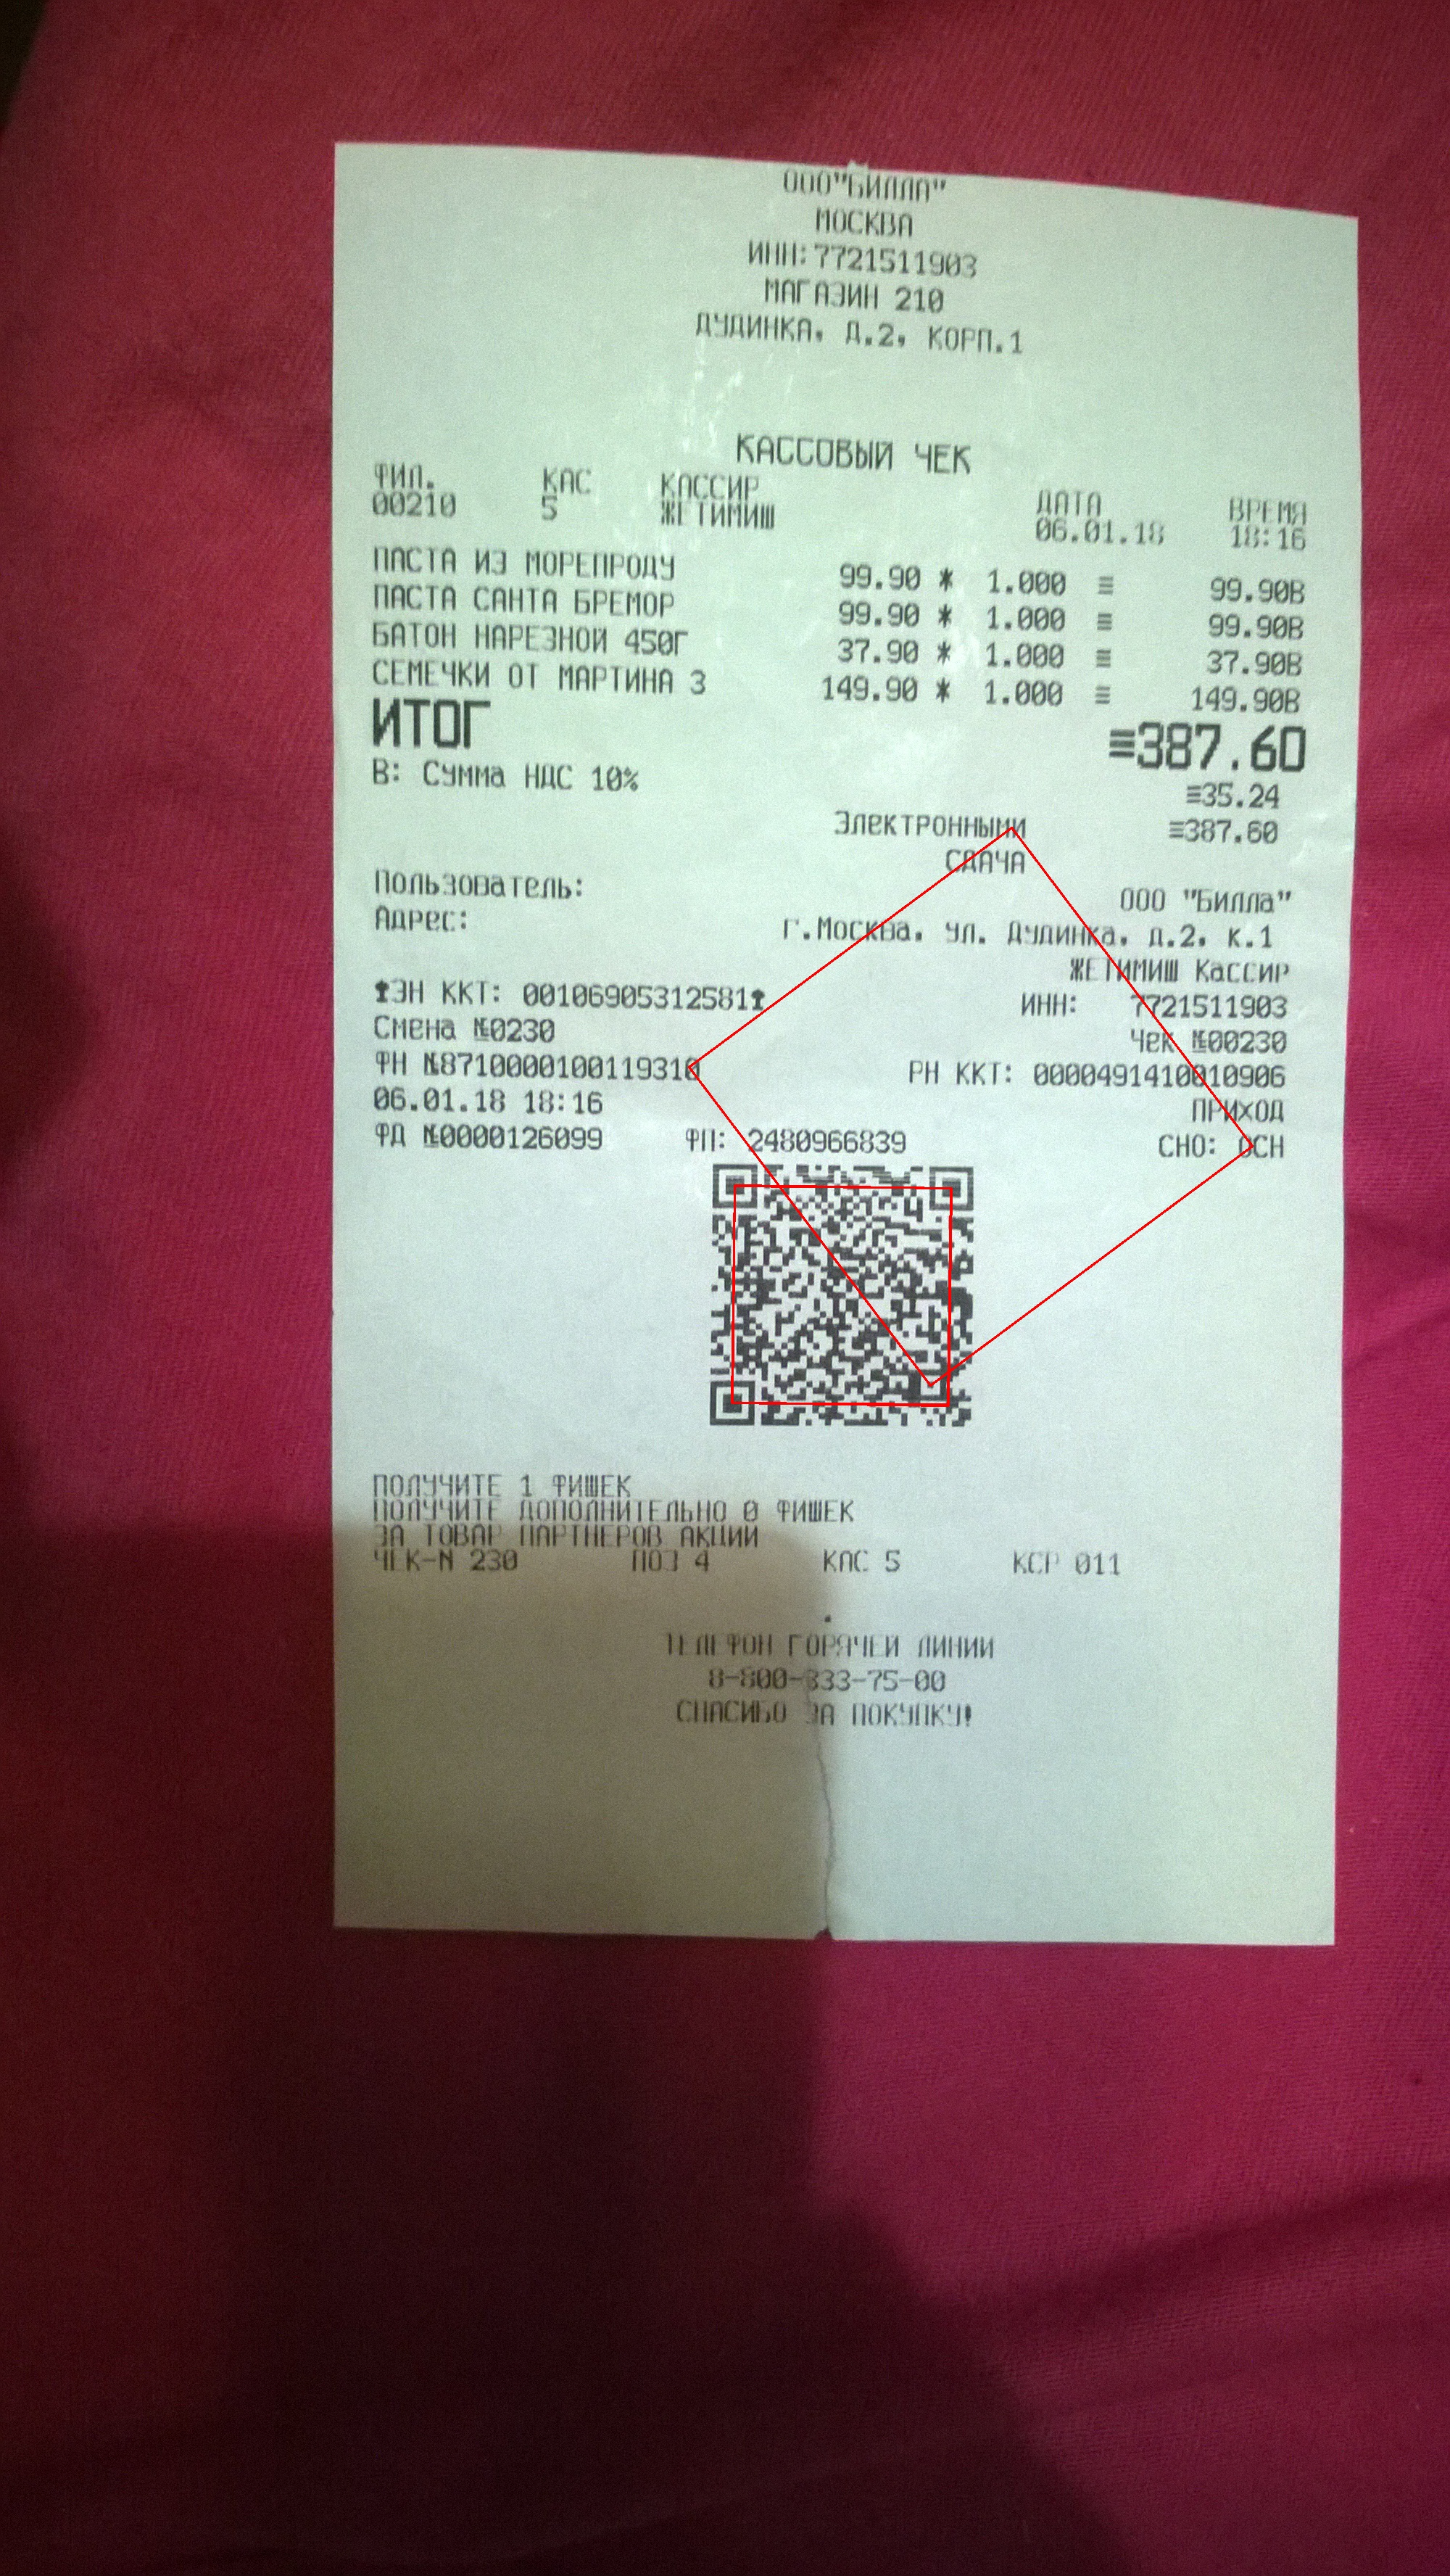 ООО"БИЛЛА"
МОСКВА
ИНН:7721511903
МАГАЗИН 210
ДУДИНКА, Д.2, КОРП.1
КАССОВЫЙ ЧЕК
ФИЛ. КАС КАССИР ДАТА ВРЕМЯ
00210 5 ЖЕТИМИШ 06.01.18 18:16
ПАСТА ИЗ МОРЕПРОДУ 99.90 * 1.000 ≡ 99.90В
ПАСТА САНТА БРЕМОР 99.90 * 1.000 ≡ 99.90В
БАТОН НАРЕЗНОЙ 450Г 37.90 * 1.000 ≡ 37.90В
СЕМЕЧКИ ОТ МАРТИНА 3 149.90 * 1.000 ≡ 149.90В
ИТОГ ≡387.60
В: Сумма НДС 10% ≡35.24
Электронными ≡387.60
СДАЧА
Пользователь: ООО "Билла"
Адрес: г.Москва, ул. Дудинка, д.2, к.1
ЖЕТИМИШ Кассир
ЗН ККТ: 00106905312581 ИНН: 7721511903
Смена №0230 Чек №00230
ФН №8710000100119310 РН ККТ: 0000491410010906
06.01.18 18:16 ПРИХОД
ФД №0000126099 ФП: 2480966839 СНО: ОСН
ПОЛУЧИТЕ 1 ФИШЕК
ПОЛУЧИТЕ ДОПОЛНИТЕЛЬНО 0 ФИШЕК
ЗА ТОВАР ПАРТНЕРОВ АКЦИИ
ЧЕК-N 230 ПОЗ 4 КАС 5 КСР 011
ТЕЛЕФОН ГОРЯЧЕЙ ЛИНИИ
8-800-333-75-00
СПАСИБО ЗА ПОКУПКУ!